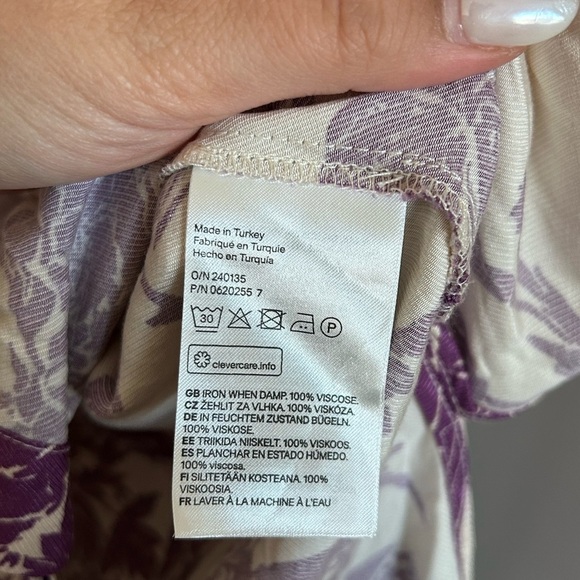 Made in Turkey
Fabriqué en Turquie
Hecho en Turquía
O/N 240135
P/N 0620255 7
30 P
clevercare.info
GB IRON WHEN DAMP. 100% VISCOSE.
CZ ŽEHLIT ZA VLHKA. 100% VISKÓZA.
DE IN FEUCHTEM ZUSTAND BÜGELN.
100% VISKOSE.
EE TRIIKIDA NIISKELT. 100% VISKOOS.
ES PLANCHAR EN ESTADO HÚMEDO.
100% viscosa.
FI SILITETÄÄN KOSTEANA. 100%
VISKOOSIA.
FR LAVER À LA MACHINE À L'EAU